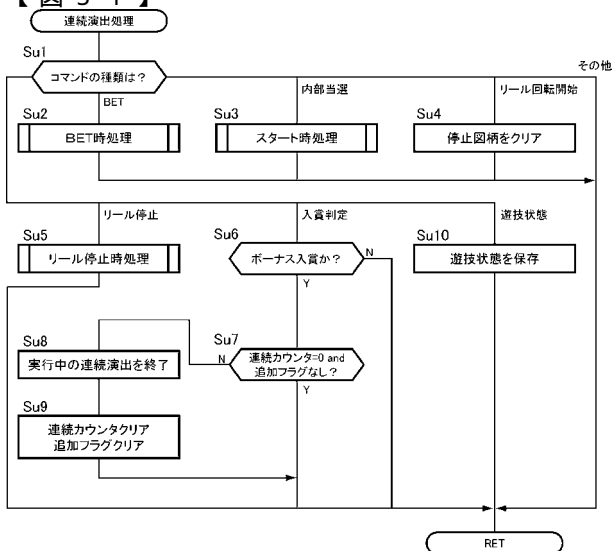 【図31】
連続演出処理
Su1
コマンドの種類は？
その他
BET
内部当選
リール回転開始
Su2
BET時処理
Su3
スタート時処理
Su4
停止図柄をクリア
リール停止
入賞判定
遊技状態
Su5
リール停止時処理
Su6
ボーナス入賞か？
N
Y
Su10
遊技状態を保存
Su8
実行中の連続演出を終了
Su7
N
連続カウンタ=0 and
追加フラグなし？
Y
Su9
連続カウンタクリア
追加フラグクリア
RET